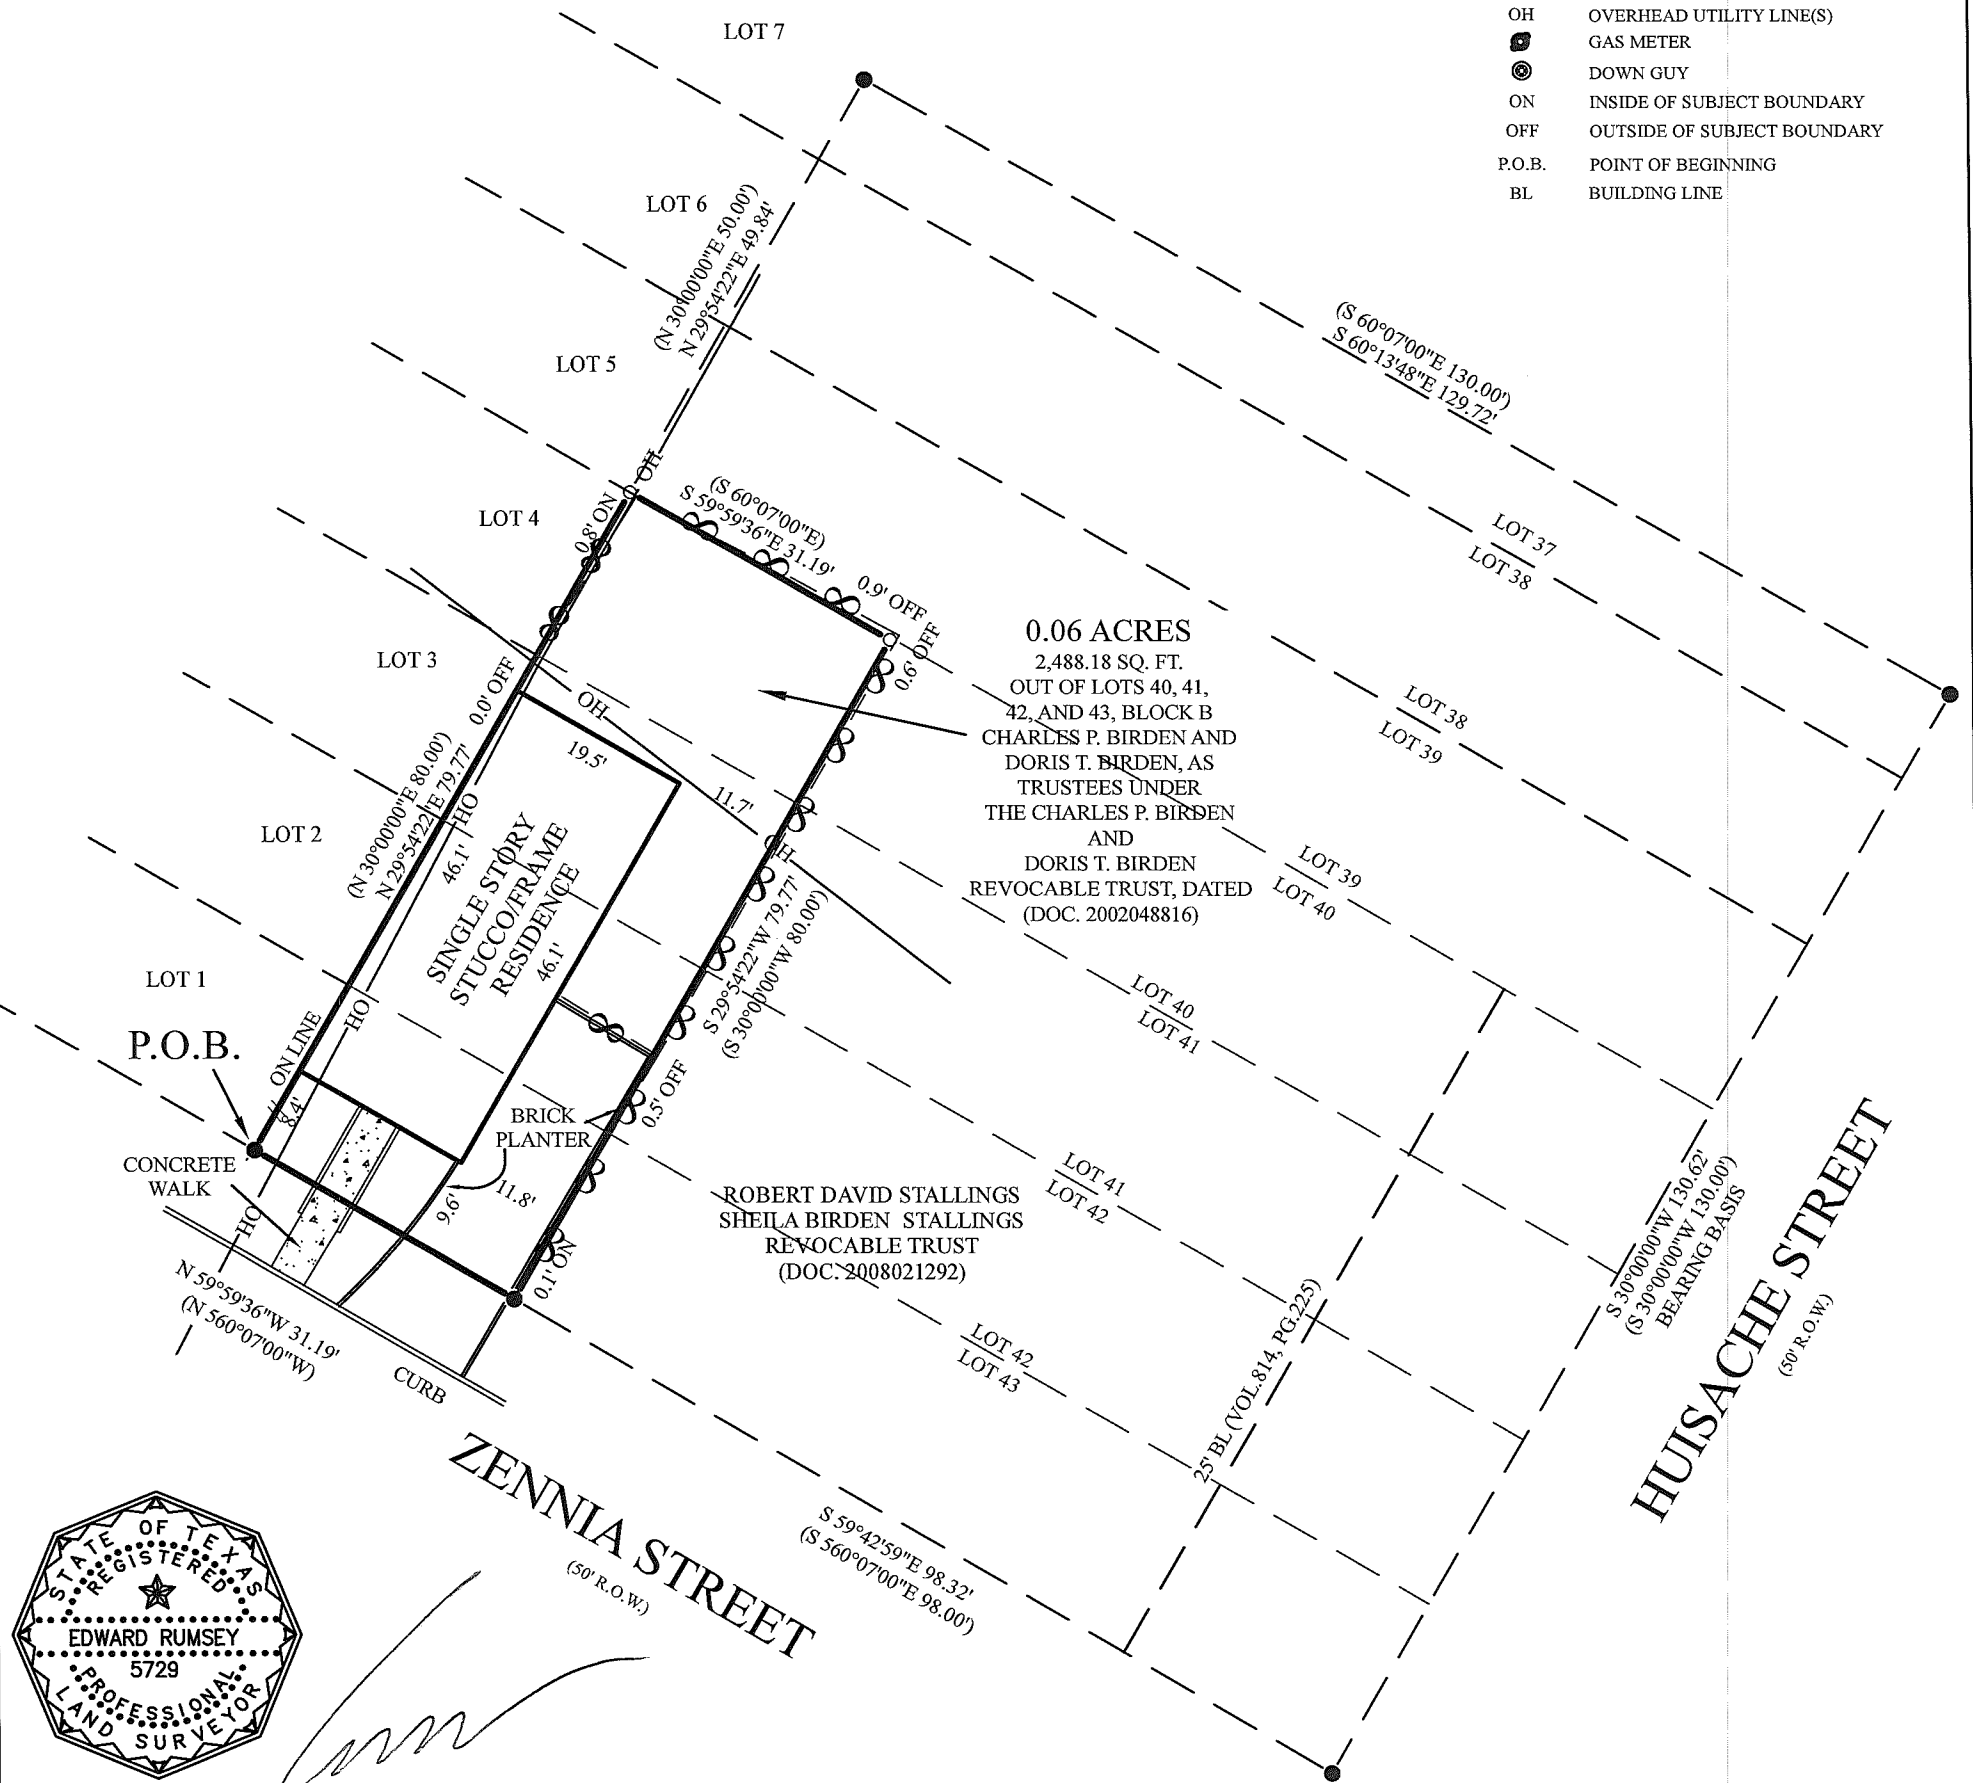 OH OVERHEAD UTILITY LINE(S)
GAS METER
DOWN GUY
ON INSIDE OF SUBJECT BOUNDARY
OFF OUTSIDE OF SUBJECT BOUNDARY
P.O.B. POINT OF BEGINNING
BL BUILDING LINE
LOT 7
LOT 6
(N 30°00'00"E 50.00')
N 29°54'22"E 49.84'
LOT 5
(S 60°07'00"E 130.00')
S 60°13'48"E 129.72'
OH
0.8' ON
LOT 4
(S 60°07'00"E)
S 59°59'36"E 31.19'
0.9' OFF
0.6' OFF
LOT 37
LOT 38
LOT 3
0.0' OFF
OH
19.5'
11.7'
OH
0.06 ACRES
2,488.18 SQ. FT.
OUT OF LOTS 40, 41,
42, AND 43, BLOCK B
CHARLES P. BIRDEN AND
DORIS T. BIRDEN, AS
TRUSTEES UNDER
THE CHARLES P. BIRDEN
AND
DORIS T. BIRDEN
REVOCABLE TRUST, DATED
(DOC. 2002048816)
LOT 38
LOT 39
(N 30°00'00"E 80.00')
N 29°54'22"E 79.77'
OH
46.1'
LOT 2
SINGLE STORY
STUCCO/FRAME
RESIDENCE
46.1'
S 29°54'22"W 79.77'
(S 30°00'00"W 80.00')
LOT 39
LOT 40
LOT 1
OH
ON LINE
8.4'
P.O.B.
0.5' OFF
LOT 40
LOT 41
BRICK
PLANTER
CONCRETE
WALK
9.6'
11.8'
OH
0.1' ON
ROBERT DAVID STALLINGS
SHEILA BIRDEN STALLINGS
REVOCABLE TRUST
(DOC. 2008021292)
LOT 41
LOT 42
S 30°00'00"W 130.62'
(S 30°00'00"W 130.00')
BEARING BASIS
HUISACHE STREET
(50' R.O.W.)
N 59°59'36"W 31.19'
(N 560°07'00"W)
CURB
LOT 42
LOT 43
25' BL (VOL.814, PG.225)
ZENNIA STREET
(50' R.O.W.)
S 59°42'59"E 98.32'
(S 560°07'00"E 98.00')
STATE OF TEXAS
REGISTERED
EDWARD RUMSEY
5729
PROFESSIONAL
LAND SURVEYOR